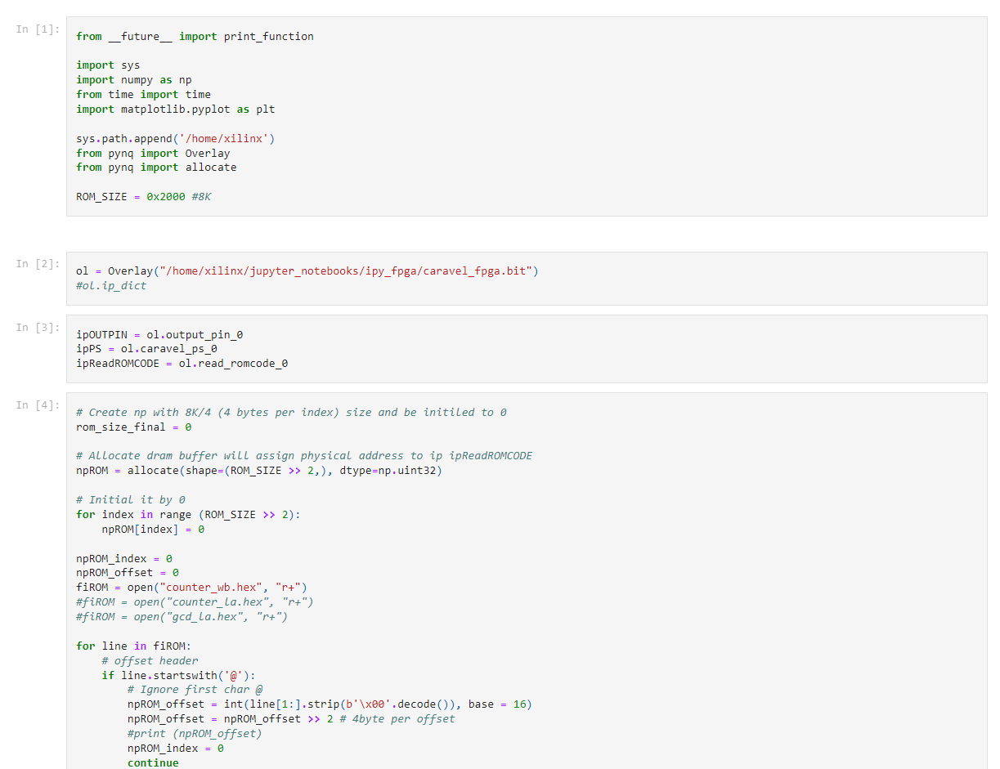 In [1]:
from __future__ import print_function
import sys
import numpy as np
from time import time
import matplotlib.pyplot as plt
sys.path.append('/home/xilinx')
from pynq import Overlay
from pynq import allocate
ROM_SIZE = 0x2000 #8K
In [2]:
ol = Overlay("/home/xilinx/jupyter_notebooks/ipy_fpga/caravel_fpga.bit")
#ol.ip_dict
In [3]:
ipOUTPIN = ol.output_pin_0
ipPS = ol.caravel_ps_0
ipReadROMCODE = ol.read_romcode_0
In [4]:
# Create np with 8K/4 (4 bytes per index) size and be initiled to 0
rom_size_final = 0
# Allocate dram buffer will assign physical address to ip ipReadROMCODE
npROM = allocate(shape=(ROM_SIZE >> 2,), dtype=np.uint32)
# Initial it by 0
for index in range (ROM_SIZE >> 2):
    npROM[index] = 0
npROM_index = 0
npROM_offset = 0
fiROM = open("counter_wb.hex", "r+")
#fiROM = open("counter_la.hex", "r+")
#fiROM = open("gcd_la.hex", "r+")
for line in fiROM:
    # offset header
    if line.startswith('@'):
        # Ignore first char @
        npROM_offset = int(line[1:].strip(b'\x00'.decode()), base = 16)
        npROM_offset = npROM_offset >> 2 # 4byte per offset
        #print (npROM_offset)
        npROM_index = 0
        continue